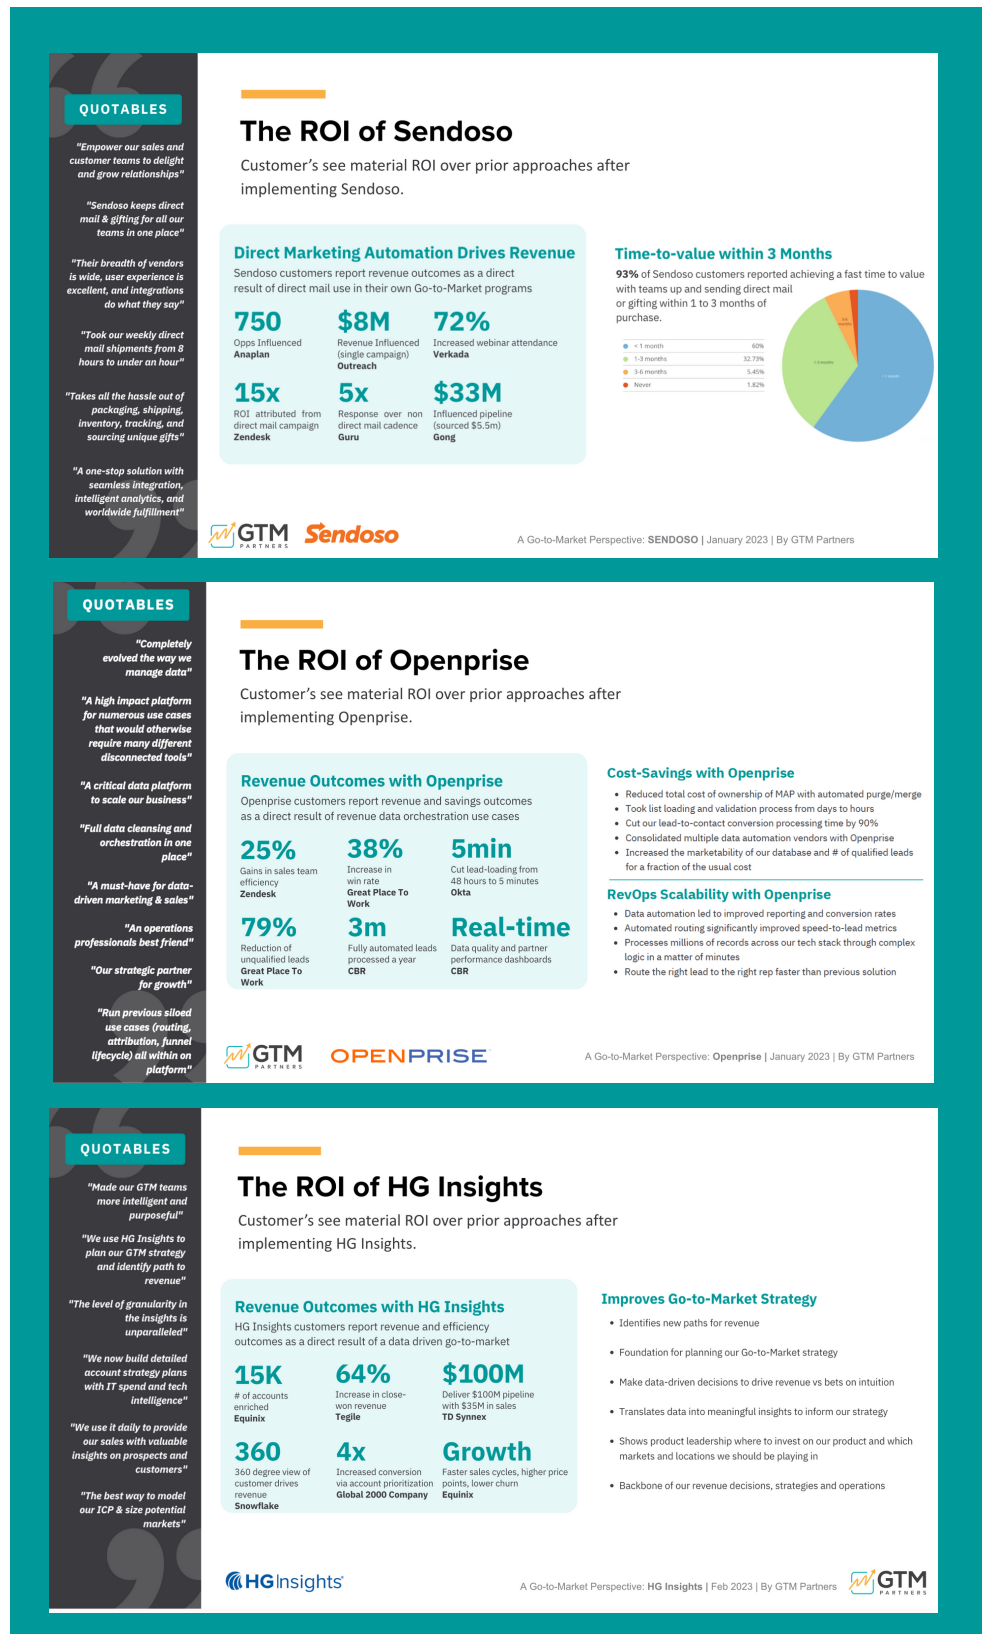 QUOTABLES
"Empower our sales and
customer teams to delight
and grow relationships"
"Sendoso keeps direct
mail & gifting for all our
teams in one place"
"Their breadth of vendors
is wide, user experience is
excellent, and integrations
do what they say"
"Took our weekly direct
mail shipments from 8
hours to under an hour"
"Takes all the hassle out of
packaging, shipping,
inventory, tracking, and
sourcing unique gifts"
"A one-stop solution with
seamless integration,
intelligent analytics, and
worldwide fulfillment"
The ROI of Sendoso
Customer's see material ROI over prior approaches after
implementing Sendoso.
Direct Marketing Automation Drives Revenue
Sendoso customers report revenue outcomes as a direct
result of direct mail use in their own Go-to-Market programs
750
Opps Influenced
Anaplan
$8M
Revenue Influenced
(single campaign)
Outreach
72%
Increased webinar attendance
Verkada
15x
ROI attributed from
direct mail campaign
Zendesk
5x
Response over non
direct mail cadence
Guru
$33M
Influenced pipeline
(sourced $5.5m)
Gong
Time-to-value within 3 Months
93% of Sendoso customers reported achieving a fast time to value
with teams up and sending direct mail
or gifting within 1 to 3 months of
purchase.
< 1 month 60%
1-3 months 32.73%
3-6 months 5.45%
Never 1.82%
3-6
months
1-3 months
< 1 month
GTM
PARTNERS
Sendoso
A Go-to-Market Perspective: SENDOSO | January 2023 | By GTM Partners
QUOTABLES
"Completely
evolved the way we
manage data"
"A high impact platform
for numerous use cases
that would otherwise
require many different
disconnected tools"
"A critical data platform
to scale our business"
"Full data cleansing and
orchestration in one
place"
"A must-have for data-
driven marketing & sales"
"An operations
professionals best friend"
"Our strategic partner
for growth"
"Run previous siloed
use cases (routing,
attribution, funnel
lifecycle) all within on
platform"
The ROI of Openprise
Customer's see material ROI over prior approaches after
implementing Openprise.
Revenue Outcomes with Openprise
Openprise customers report revenue and savings outcomes
as a direct result of revenue data orchestration use cases
25%
Gains in sales team
efficiency
Zendesk
38%
Increase in
win rate
Great Place To
Work
5min
Cut lead-loading from
48 hours to 5 minutes
Okta
79%
Reduction of
unqualified leads
Great Place To
Work
3m
Fully automated leads
processed a year
CBR
Real-time
Data quality and partner
performance dashboards
CBR
Cost-Savings with Openprise
• Reduced total cost of ownership of MAP with automated purge/merge
• Took list loading and validation process from days to hours
• Cut our lead-to-contact conversion processing time by 90%
• Consolidated multiple data automation vendors with Openprise
• Increased the marketability of our database and # of qualified leads
for a fraction of the usual cost
RevOps Scalability with Openprise
• Data automation led to improved reporting and conversion rates
• Automated routing significantly improved speed-to-lead metrics
• Processes millions of records across our tech stack through complex
logic in a matter of minutes
• Route the right lead to the right rep faster than previous solution
GTM
PARTNERS
OPENPRISE
A Go-to-Market Perspective: Openprise | January 2023 | By GTM Partners
QUOTABLES
"Made our GTM teams
more intelligent and
purposeful"
"We use HG Insights to
plan our GTM strategy
and identify path to
revenue"
"The level of granularity in
the insights is
unparalleled"
"We now build detailed
account strategy plans
with IT spend and tech
intelligence"
"We use it daily to provide
our sales with valuable
insights on prospects and
customers"
"The best way to model
our ICP & size potential
markets"
The ROI of HG Insights
Customer's see material ROI over prior approaches after
implementing HG Insights.
Revenue Outcomes with HG Insights
HG Insights customers report revenue and efficiency
outcomes as a direct result of a data driven go-to-market
15K
# of accounts
enriched
Equinix
64%
Increase in close-
won revenue
Tegile
$100M
Deliver $100M pipeline
with $35M in sales
TD Synnex
360
360 degree view of
customer drives
revenue
Snowflake
4x
Increased conversion
via account prioritization
Global 2000 Company
Growth
Faster sales cycles, higher price
points, lower churn
Equinix
Improves Go-to-Market Strategy
• Identifies new paths for revenue
• Foundation for planning our Go-to-Market strategy
• Make data-driven decisions to drive revenue vs bets on intuition
• Translates data into meaningful insights to inform our strategy
• Shows product leadership where to invest on our product and which
markets and locations we should be playing in
• Backbone of our revenue decisions, strategies and operations
HG Insights
A Go-to-Market Perspective: HG Insights | Feb 2023 | By GTM Partners
GTM
PARTNERS